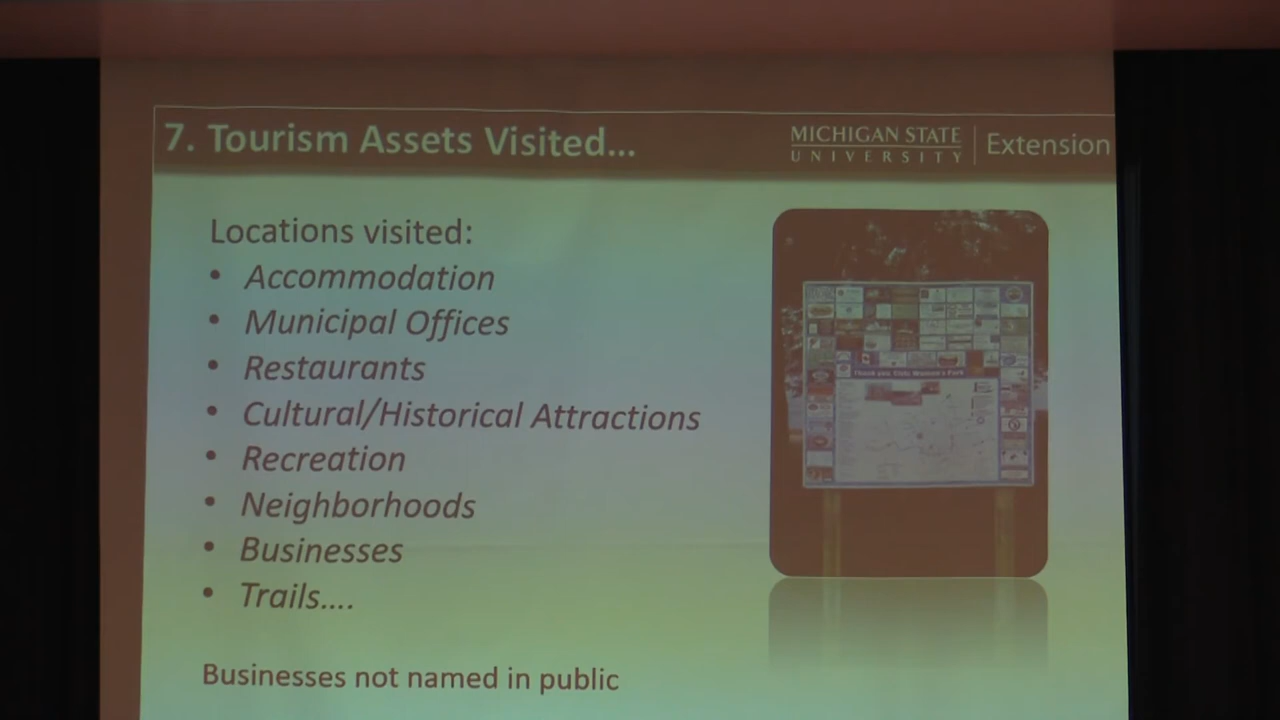 7. Tourism Assets Visited...
MICHIGAN STATE
UNIVERSITY
Extension
Locations visited:
• Accommodation
• Municipal Offices
• Restaurants
• Cultural/Historical Attractions
• Recreation
• Neighborhoods
• Businesses
• Trails....
Businesses not named in public